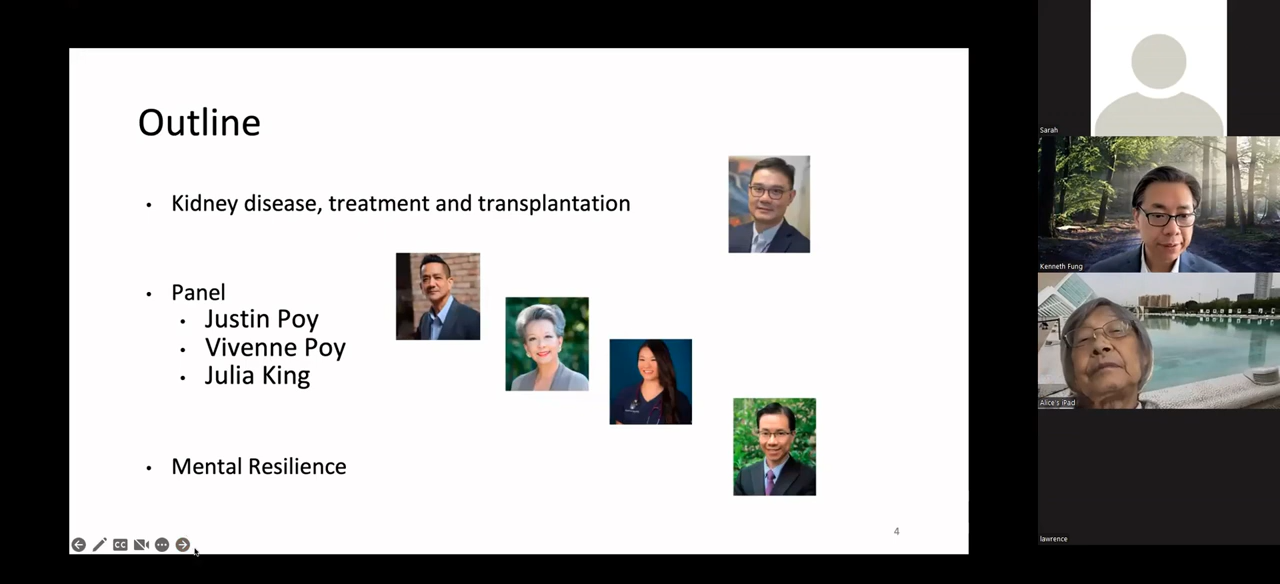 Outline
• Kidney disease, treatment and transplantation
• Panel
• Justin Poy
• Vivenne Poy
• Julia King
• Mental Resilience
4
CC
Sarah
Kenneth Fung
Alice's iPad
lawrence